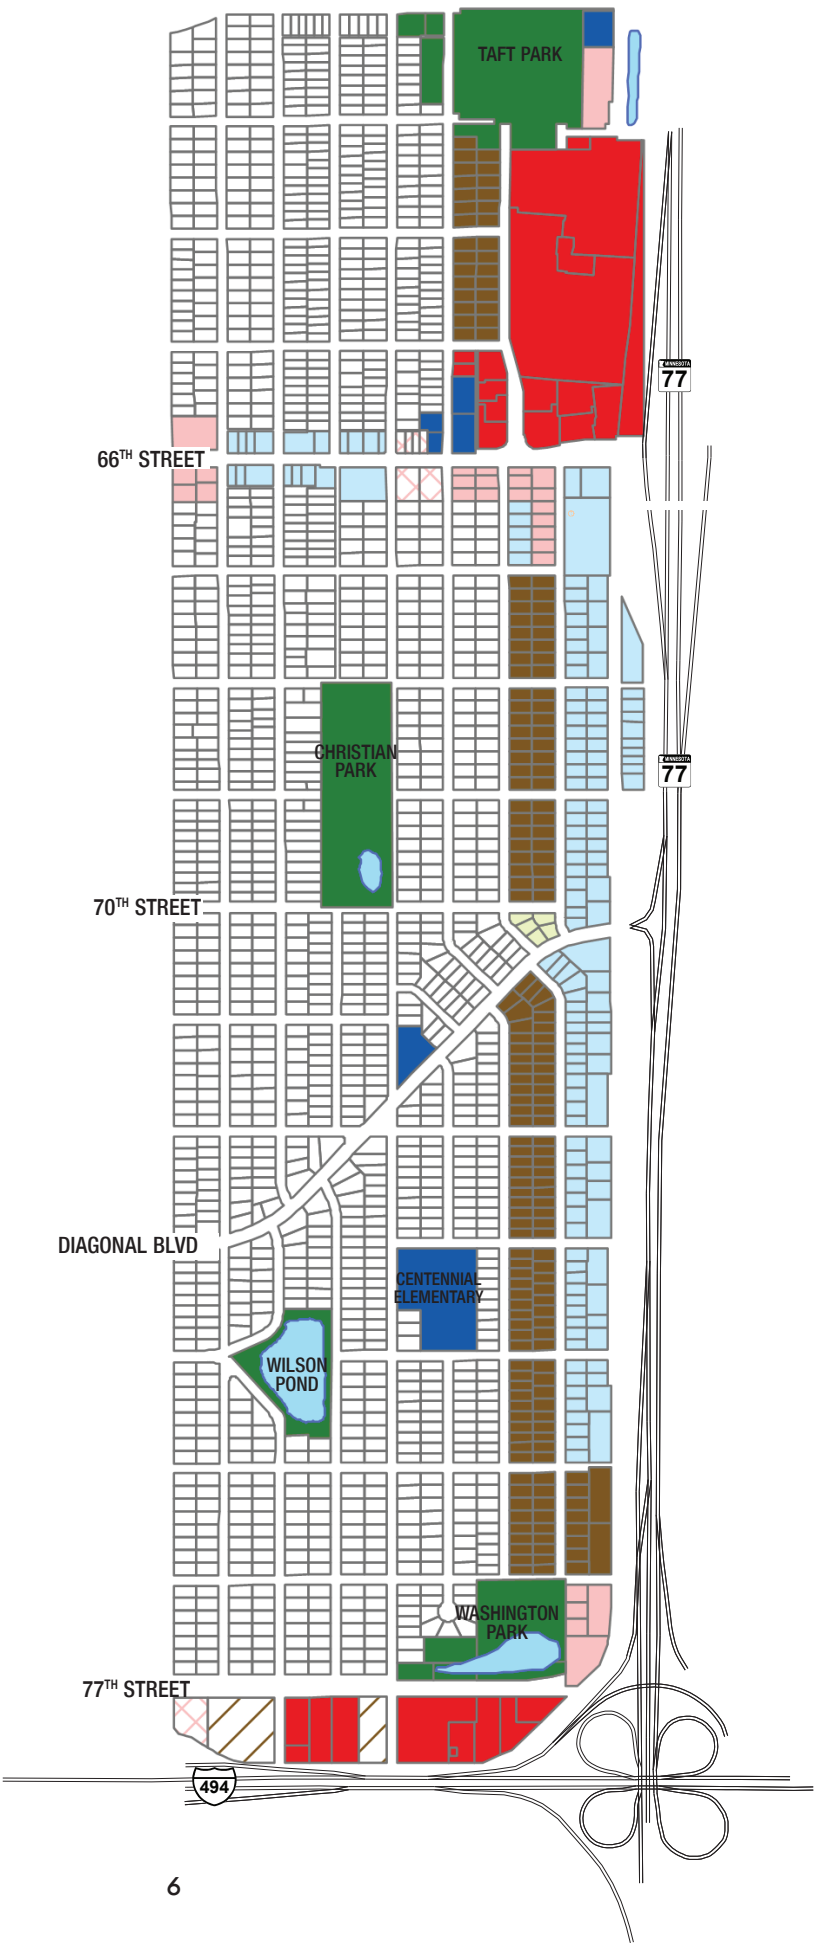 TAFT PARK
MINNESOTA
77
66TH STREET
CHRISTIAN
PARK
MINNESOTA
77
70TH STREET
DIAGONAL BLVD
CENTENNIAL
ELEMENTARY
WILSON
POND
WASHINGTON
PARK
77TH STREET
494
6